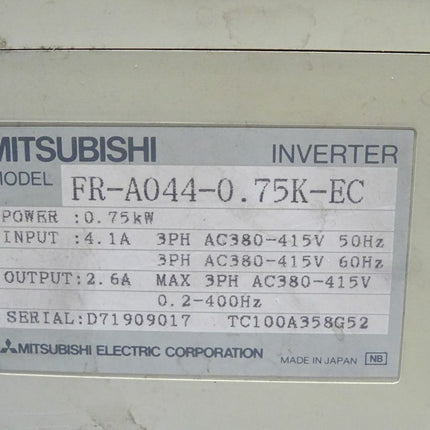 MITSUBISHI INVERTER
MODEL FR-A044-0.75K-EC
POWER :0.75kW
INPUT :4.1A 3PH AC380-415V 50Hz
3PH AC380-415V 60Hz
OUTPUT:2.6A MAX 3PH AC380-415V
0.2-400Hz
SERIAL:D71909017 TC100A358G52
MITSUBISHI ELECTRIC CORPORATION MADE IN JAPAN NB